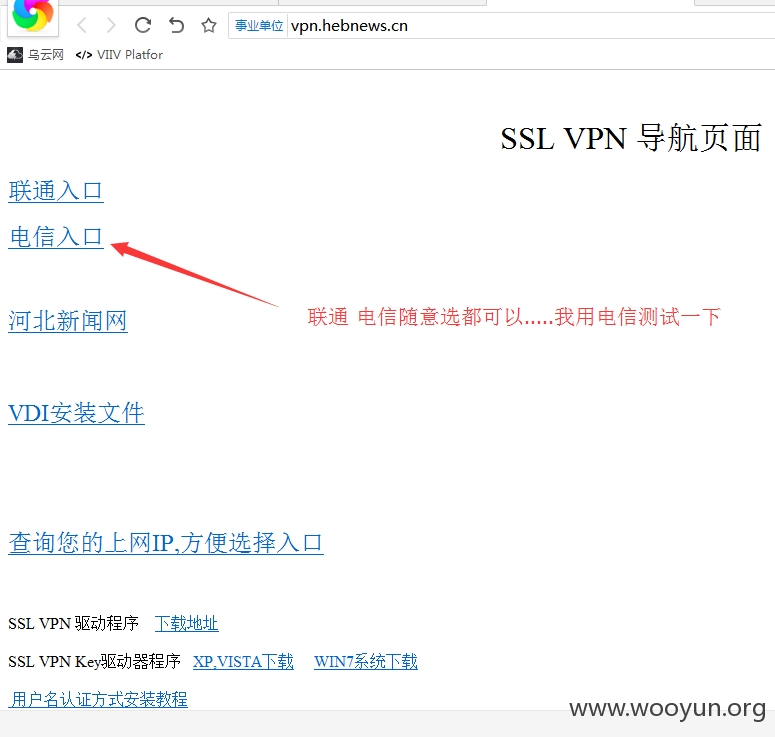 事业单位 vpn.hebnews.cn
乌云网 </> VIIV Platfor
SSL VPN 导航页面
联通入口
电信入口
联通 电信随意选都可以.....我用电信测试一下
河北新闻网
VDI安装文件
查询您的上网IP,方便选择入口
SSL VPN 驱动程序 下载地址
SSL VPN Key驱动器程序 XP,VISTA下载 WIN7系统下载
用户名认证方式安装教程
www.wooyun.org